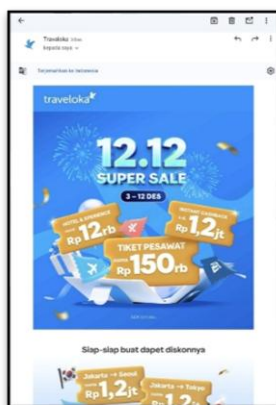 Traveloka
kepada saya
Terjemahkan ke Indonesia
traveloka
12.12
SUPER SALE
3 – 12 DES
HOTEL & XPERIENCE
Rp 12rb
INSTANT CASHBACK
Rp 1,2jt
TIKET PESAWAT
Rp 150rb
Siap-siap buat dapet diskonnya
Jakarta → Seoul
Rp 1,2jt
Jakarta → Tokyo